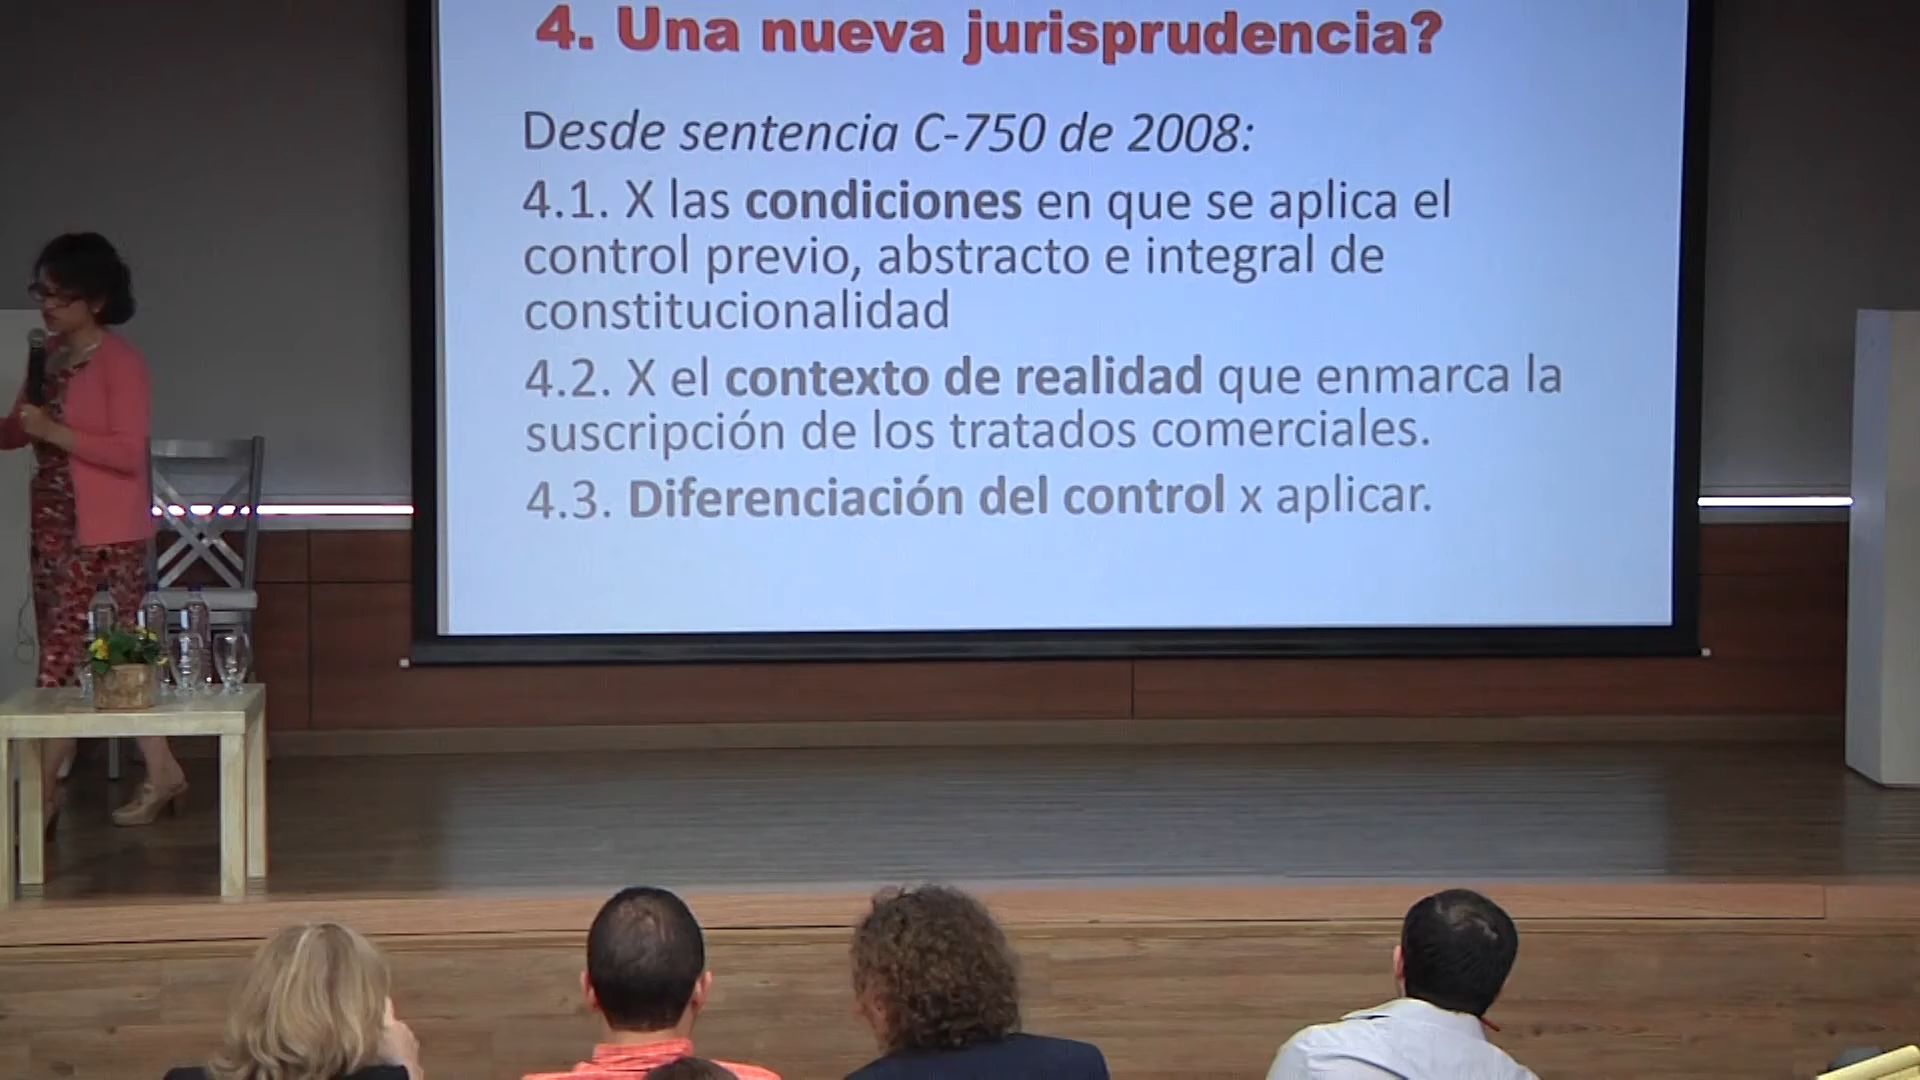 4. Una nueva jurisprudencia?
Desde sentencia C-750 de 2008:
4.1. X las condiciones en que se aplica el
control previo, abstracto e integral de
constitucionalidad
4.2. X el contexto de realidad que enmarca la
suscripción de los tratados comerciales.
4.3. Diferenciación del control x aplicar.